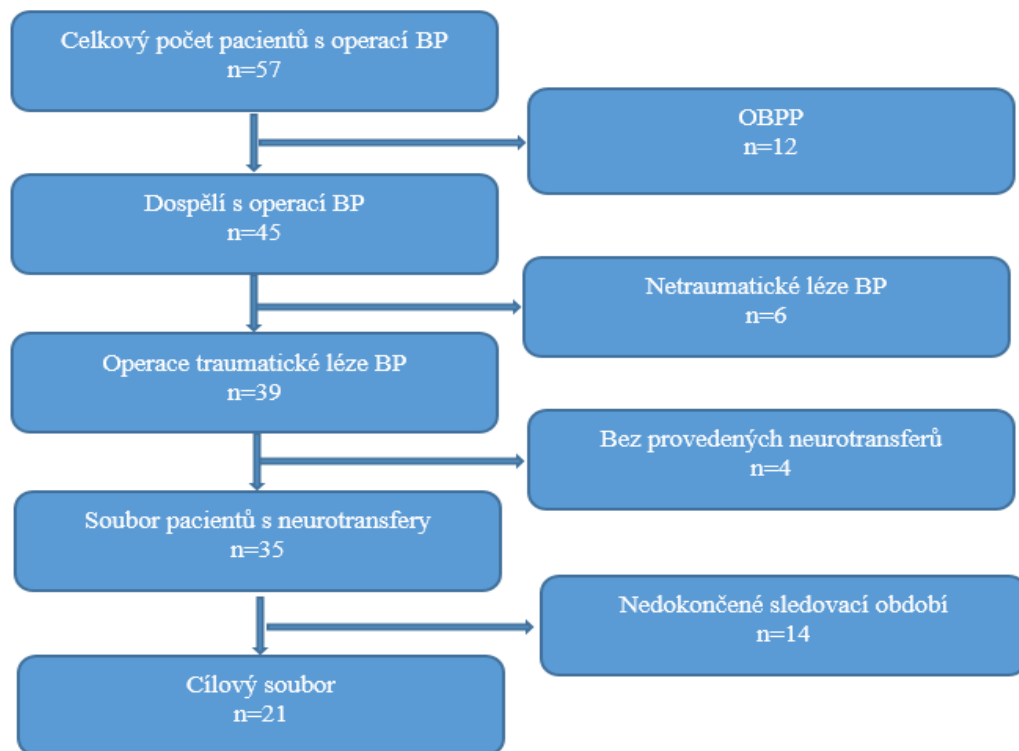 Celkový počet pacientů s operací BP
n=57
OBPP
n=12
Dospělí s operací BP
n=45
Netraumatické léze BP
n=6
Operace traumatické léze BP
n=39
Bez provedených neurotransferů
n=4
Soubor pacientů s neurotransfery
n=35
Nedokončené sledovací období
n=14
Cílový soubor
n=21